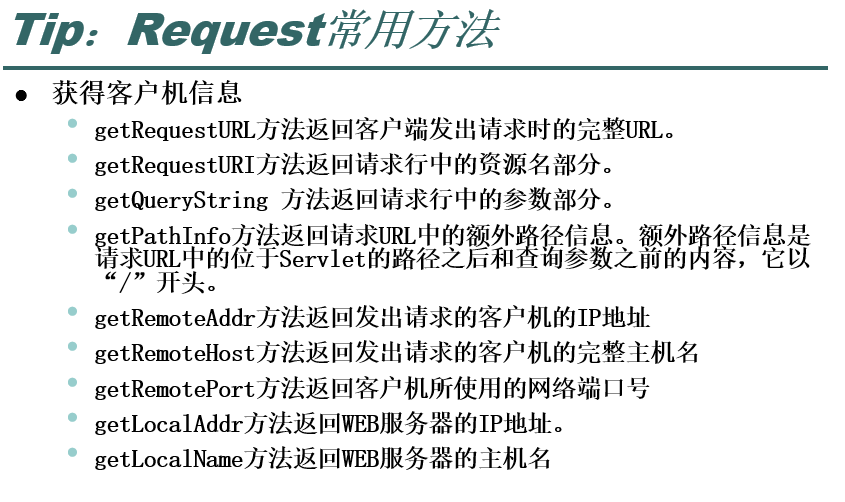 Tip：Request常用方法
获得客户机信息
getRequestURL方法返回客户端发出请求时的完整URL。
getRequestURI方法返回请求行中的资源名部分。
getQueryString 方法返回请求行中的参数部分。
getPathInfo方法返回请求URL中的额外路径信息。额外路径信息是
请求URL中的位于Servlet的路径之后和查询参数之前的内容，它以
“/”开头。
getRemoteAddr方法返回发出请求的客户机的IP地址
getRemoteHost方法返回发出请求的客户机的完整主机名
getRemotePort方法返回客户机所使用的网络端口号
getLocalAddr方法返回WEB服务器的IP地址。
getLocalName方法返回WEB服务器的主机名